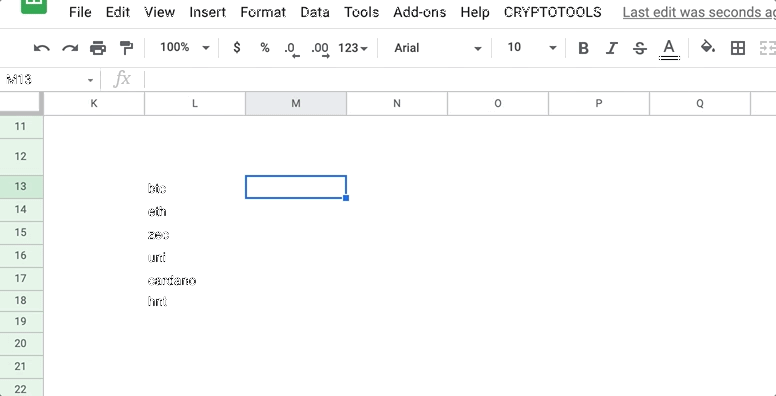 File Edit View Insert Format Data Tools Add-ons Help CRYPTOTOOLS Last edit was seconds ag
100% $ % .0 .00 123 Arial 10 B I S A
M13 fx
K L M N O P Q
11
12
13 btc
14 eth
15 zec
16 uni
17 cardano
18
19
20
21
22